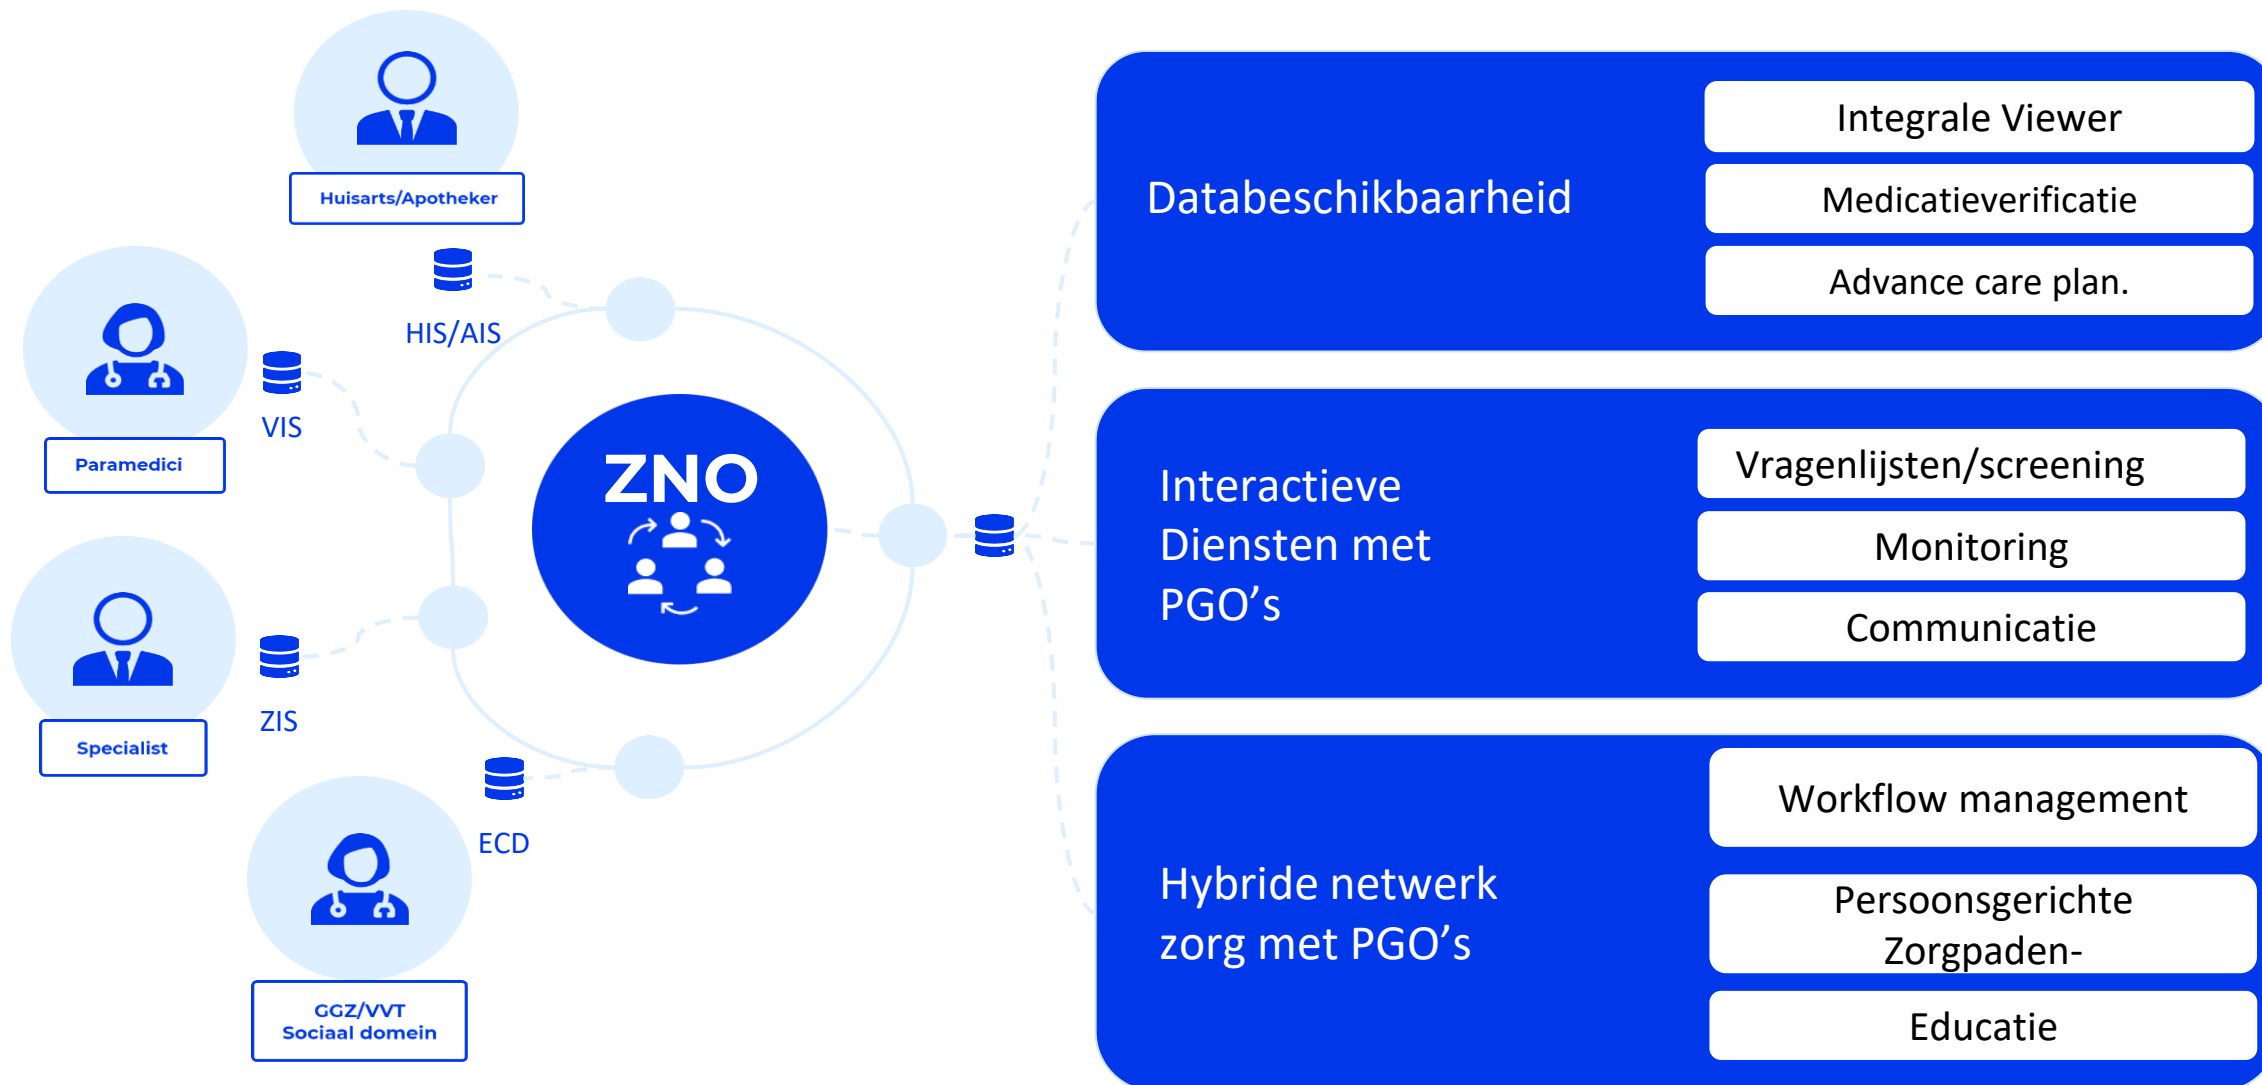 Huisarts/Apotheker
HIS/AIS
VIS
Paramedici
ZNO
ZIS
Specialist
ECD
GGZ/VVT
Sociaal domein
Databeschikbaarheid
Integrale Viewer
Medicatieverificatie
Advance care plan.
Interactieve
Diensten met
PGO’s
Vragenlijsten/screening
Monitoring
Communicatie
Hybride netwerk
zorg met PGO’s
Workflow management
Persoonsgerichte
Zorgpaden-
Educatie